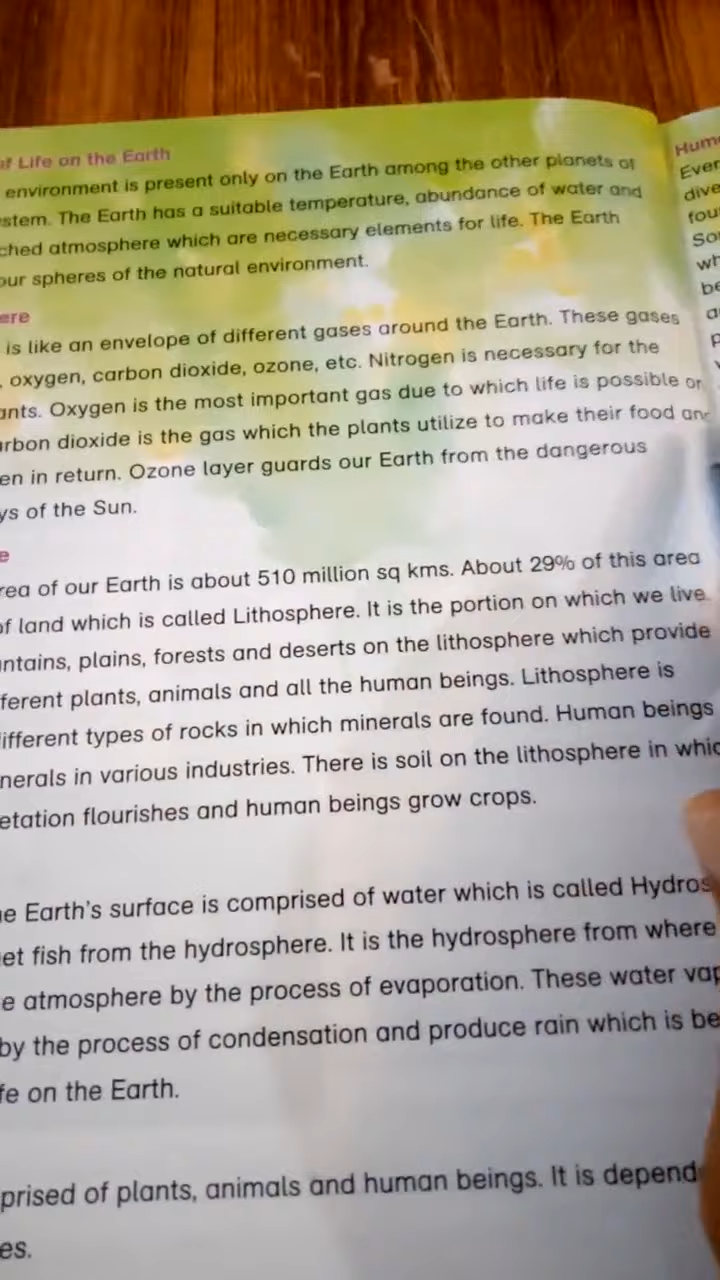 of Life on the Earth
environment is present only on the Earth among the other planets of
stem. The Earth has a suitable temperature, abundance of water and
ched atmosphere which are necessary elements for life. The Earth
our spheres of the natural environment.
ere
is like an envelope of different gases around the Earth. These gases
, oxygen, carbon dioxide, ozone, etc. Nitrogen is necessary for the
ants. Oxygen is the most important gas due to which life is possible on
arbon dioxide is the gas which the plants utilize to make their food and
en in return. Ozone layer guards our Earth from the dangerous
ys of the Sun.
e
rea of our Earth is about 510 million sq kms. About 29% of this area
of land which is called Lithosphere. It is the portion on which we live.
ntains, plains, forests and deserts on the lithosphere which provide
ferent plants, animals and all the human beings. Lithosphere is
ifferent types of rocks in which minerals are found. Human beings
nerals in various industries. There is soil on the lithosphere in whic
etation flourishes and human beings grow crops.
e Earth's surface is comprised of water which is called Hydros
et fish from the hydrosphere. It is the hydrosphere from where
e atmosphere by the process of evaporation. These water vap
by the process of condensation and produce rain which is be
fe on the Earth.
prised of plants, animals and human beings. It is depend
es.
Hum
Ever
dive
fou
So
wh
be